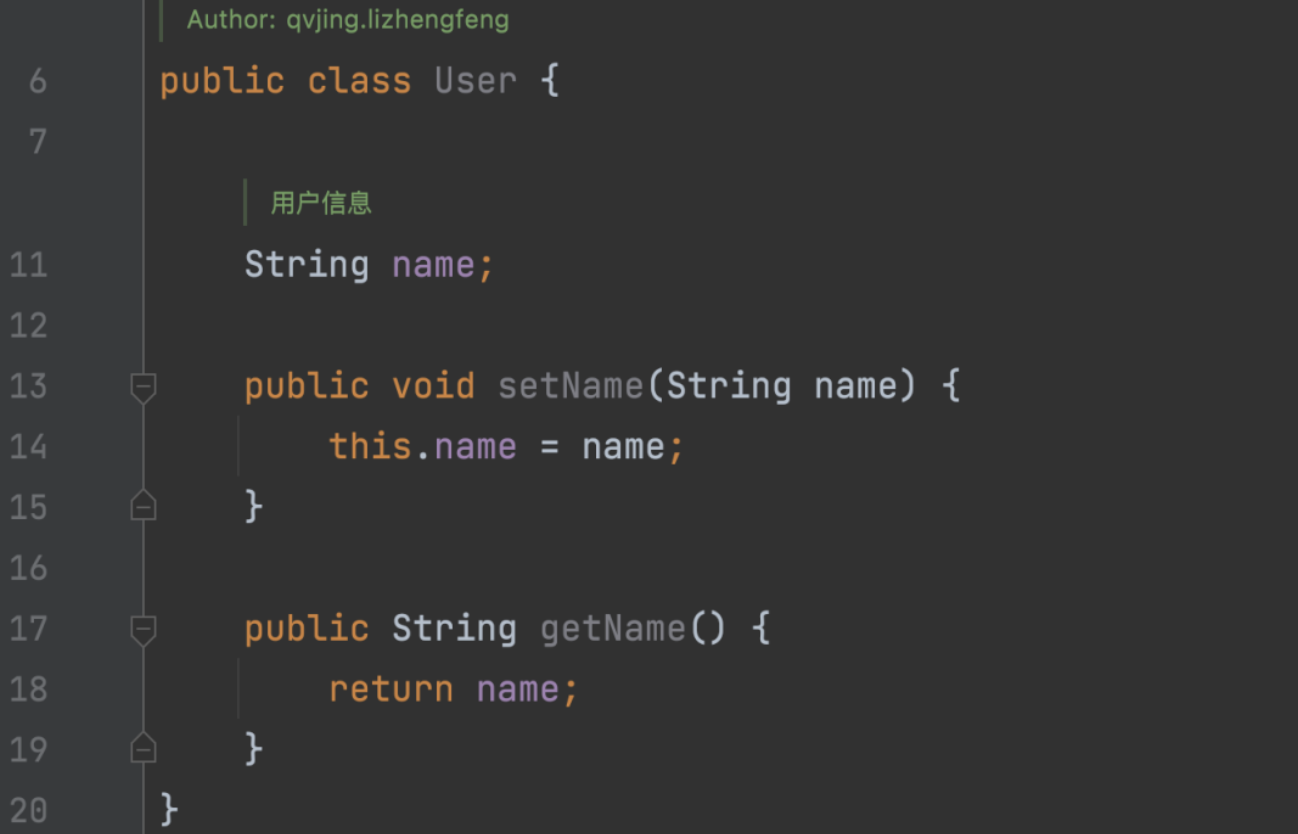 Author: qvjing.lizhengfeng
6 public class User {
7
用户信息
11 String name;
12
13 public void setName(String name) {
14 this.name = name;
15 }
16
17 public String getName() {
18 return name;
19 }
20 }